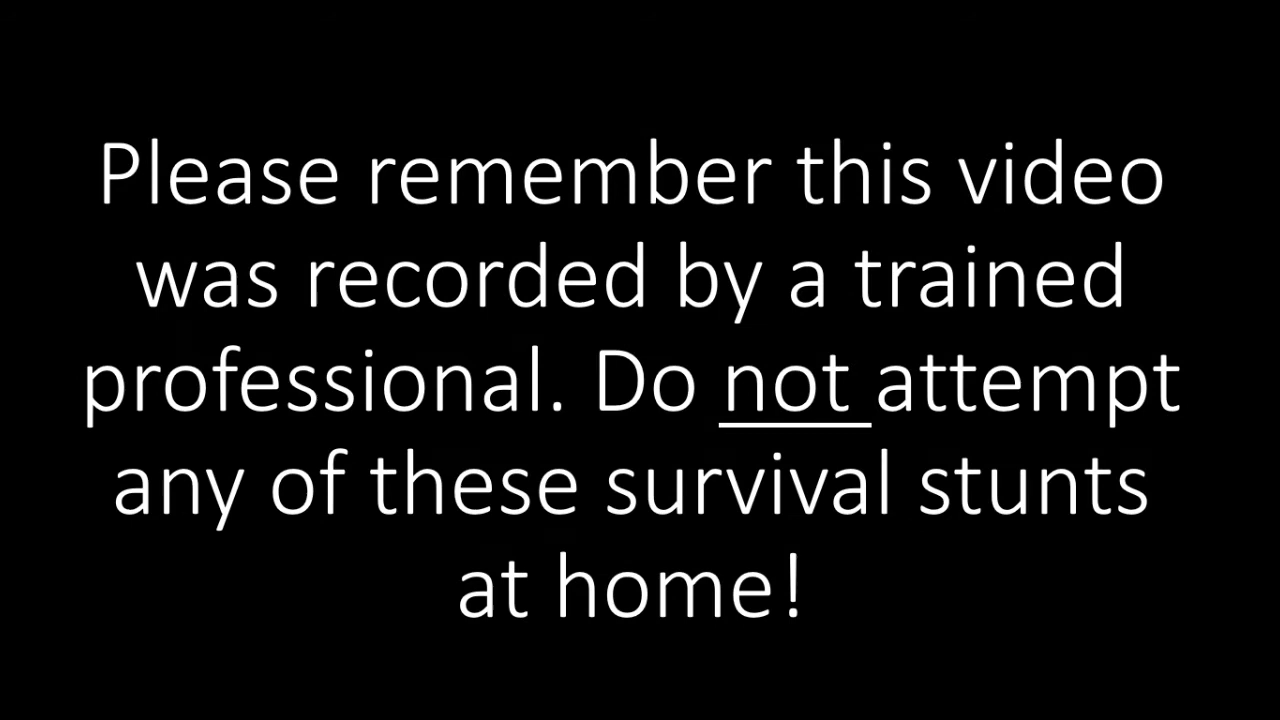 Please remember this video
was recorded by a trained
professional. Do not attempt
any of these survival stunts
at home!